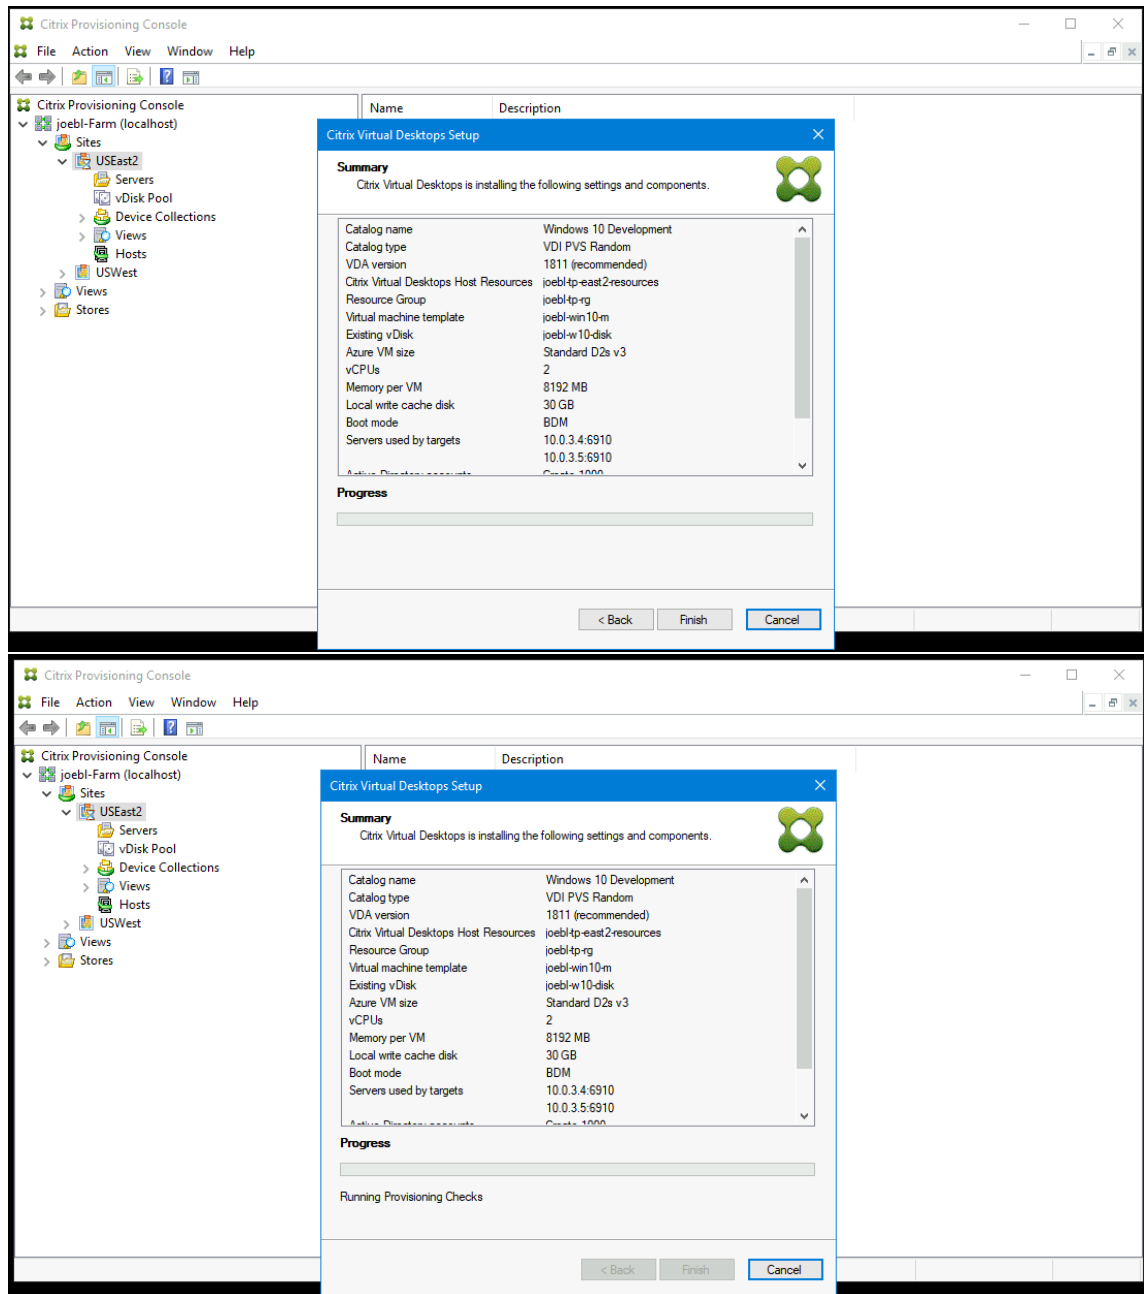 Citrix Provisioning Console
File Action View Window Help
Citrix Provisioning Console
joebl-Farm (localhost)
Sites
USEast2
Servers
vDisk Pool
Device Collections
Views
Hosts
USWest
Views
Stores
Name Description
Citrix Virtual Desktops Setup
Summary
Citrix Virtual Desktops is installing the following settings and components.
Catalog name Windows 10 Development
Catalog type VDI PVS Random
VDA version 1811 (recommended)
Citrix Virtual Desktops Host Resources joebl-tp-east2-resources
Resource Group joebl-tp-rg
Virtual machine template joebl-win10-m
Existing vDisk joebl-w10-disk
Azure VM size Standard D2s v3
vCPUs 2
Memory per VM 8192 MB
Local write cache disk 30 GB
Boot mode BDM
Servers used by targets 10.0.3.4:6910
10.0.3.5:6910
Active Directory accounts Create 1000
Progress
< Back Finish Cancel
Citrix Provisioning Console
File Action View Window Help
Citrix Provisioning Console
joebl-Farm (localhost)
Sites
USEast2
Servers
vDisk Pool
Device Collections
Views
Hosts
USWest
Views
Stores
Name Description
Citrix Virtual Desktops Setup
Summary
Citrix Virtual Desktops is installing the following settings and components.
Catalog name Windows 10 Development
Catalog type VDI PVS Random
VDA version 1811 (recommended)
Citrix Virtual Desktops Host Resources joebl-tp-east2-resources
Resource Group joebl-tp-rg
Virtual machine template joebl-win10-m
Existing vDisk joebl-w10-disk
Azure VM size Standard D2s v3
vCPUs 2
Memory per VM 8192 MB
Local write cache disk 30 GB
Boot mode BDM
Servers used by targets 10.0.3.4:6910
10.0.3.5:6910
Active Directory accounts Create 1000
Progress
Running Provisioning Checks
< Back Finish Cancel